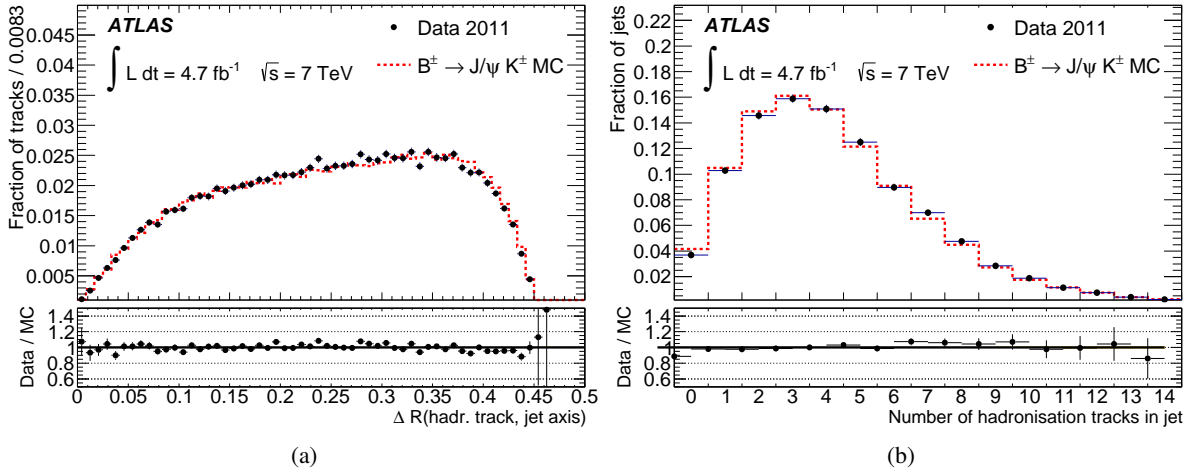 ATLAS
Data 2011
∫ L dt = 4.7 fb⁻¹ √s = 7 TeV
B± → J/ψ K± MC
Fraction of tracks / 0.0083
0.045
0.04
0.035
0.03
0.025
0.02
0.015
0.01
0.005
Data / MC
1.4
1.2
1
0.8
0.6
0 0.05 0.1 0.15 0.2 0.25 0.3 0.35 0.4 0.45 0.5
Δ R(hadr. track, jet axis)
(a)
ATLAS
Data 2011
∫ L dt = 4.7 fb⁻¹ √s = 7 TeV
B± → J/ψ K± MC
Fraction of jets
0.22
0.2
0.18
0.16
0.14
0.12
0.10
0.08
0.06
0.04
0.02
Data / MC
1.4
1.2
1
0.8
0.6
0 1 2 3 4 5 6 7 8 9 10 11 12 13 14
Number of hadronisation tracks in jet
(b)